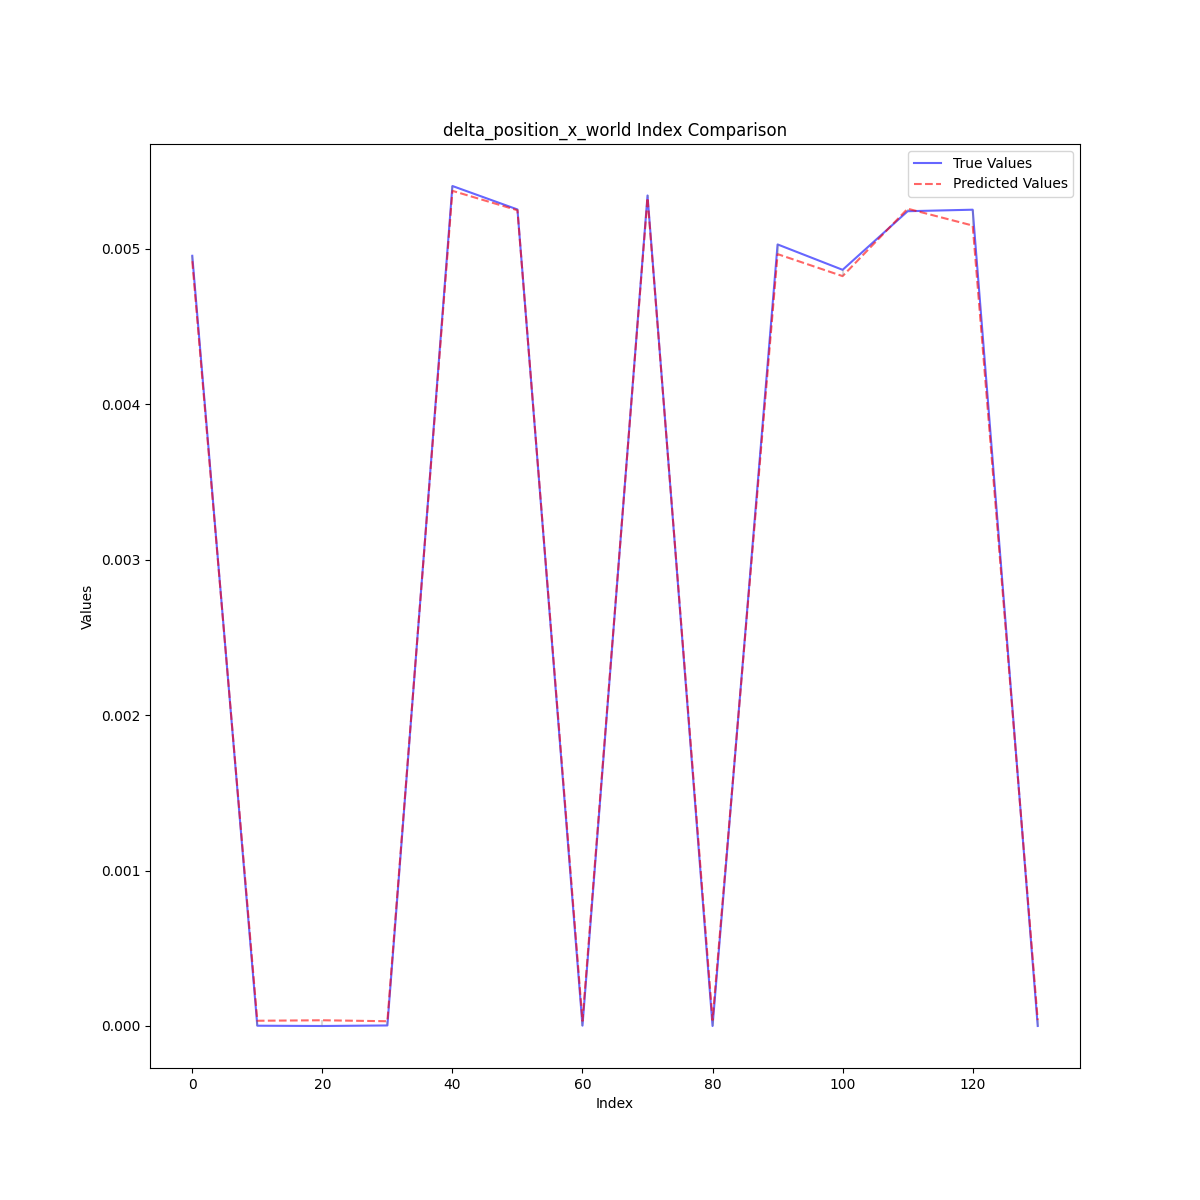 delta_position_x_world Index Comparison
True Values
Predicted Values
0.005
0.004
0.003
0.002
0.001
0.000
Values
0 20 40 60 80 100 120
Index